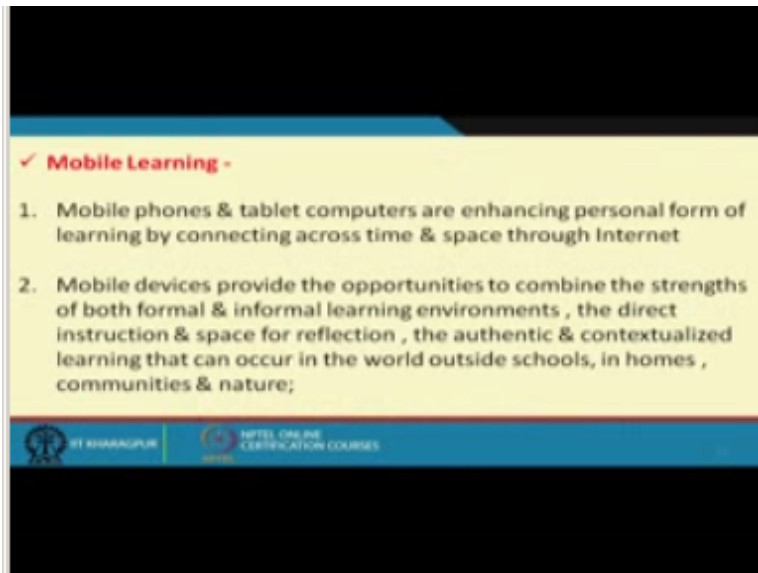 ✓ Mobile Learning -
1. Mobile phones & tablet computers are enhancing personal form of
learning by connecting across time & space through Internet
2. Mobile devices provide the opportunities to combine the strengths
of both formal & informal learning environments , the direct
instruction & space for reflection , the authentic & contextualized
learning that can occur in the world outside schools, in homes ,
communities & nature;
IIT KHARAGPUR
NPTEL ONLINE
CERTIFICATION COURSES
NPTEL